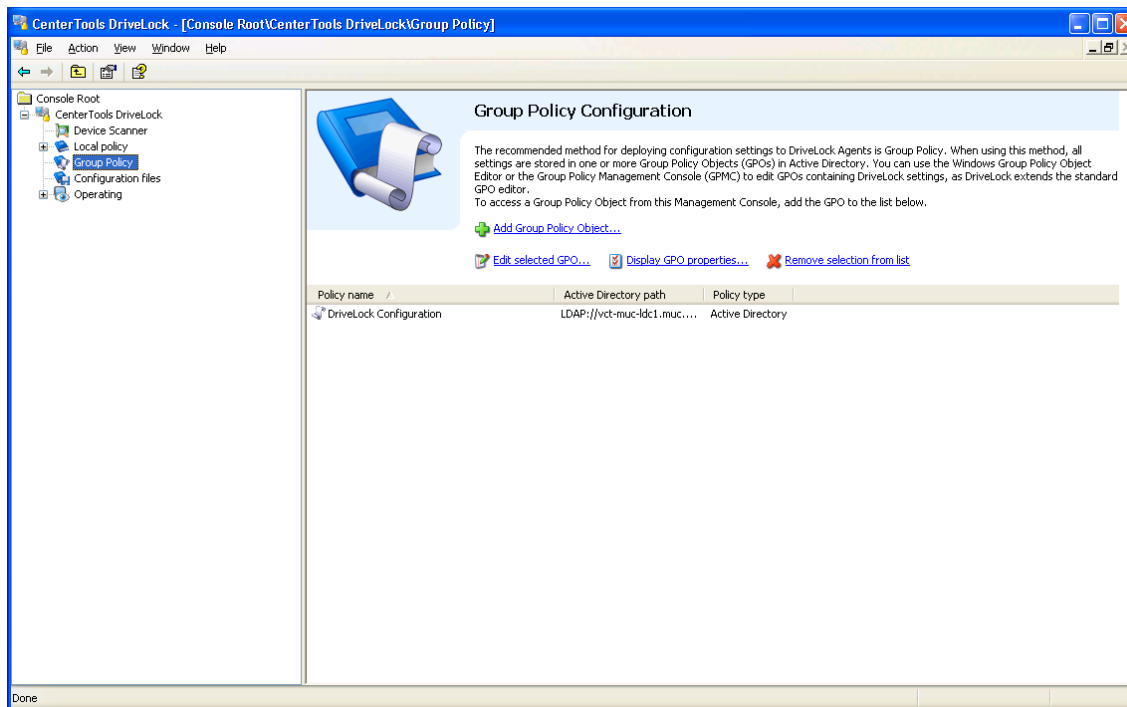 CenterTools DriveLock - [Console Root\CenterTools DriveLock\Group Policy]
File Action View Window Help
Console Root
CenterTools DriveLock
Device Scanner
Local policy
Group Policy
Configuration files
Operating
Group Policy Configuration
The recommended method for deploying configuration settings to DriveLock Agents is Group Policy. When using this method, all
settings are stored in one or more Group Policy Objects (GPOs) in Active Directory. You can use the Windows Group Policy Object
Editor or the Group Policy Management Console (GPMC) to edit GPOs containing DriveLock settings, as DriveLock extends the standard
GPO editor.
To access a Group Policy Object from this Management Console, add the GPO to the list below.
Add Group Policy Object...
Edit selected GPO... Display GPO properties... Remove selection from list
Policy name Active Directory path Policy type
DriveLock Configuration LDAP://vct-muc-ldc1.muc.... Active Directory
Done